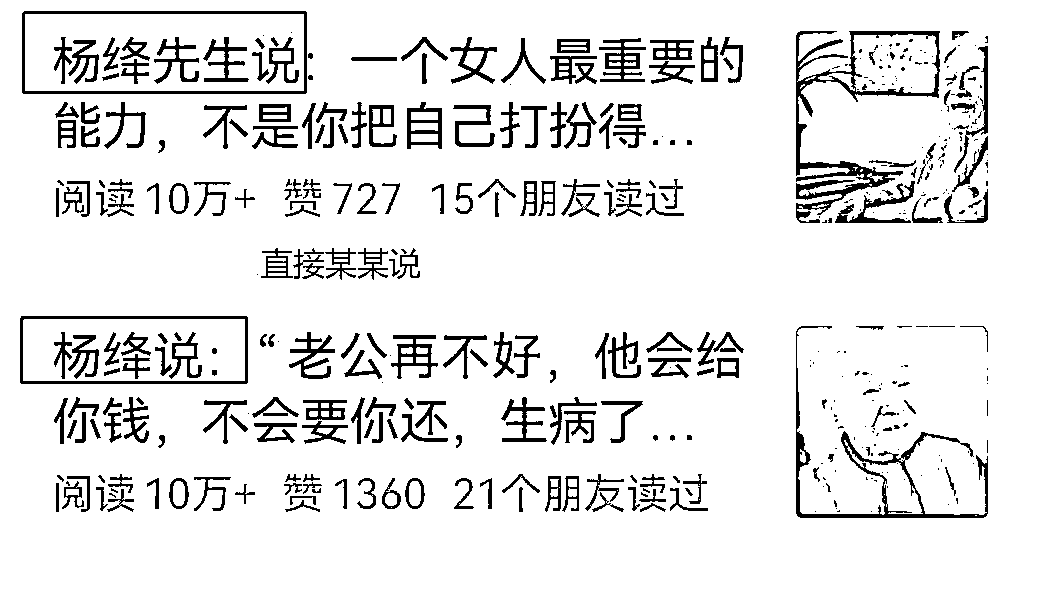 杨绛先生说：一个女人最重要的
能力，不是你把自己打扮得...
阅读 10万+ 赞 727 15个朋友读过
直接某某说
杨绛说：“老公再不好，他会给
你钱，不会要你还，生病了...
阅读 10万+ 赞 1360 21个朋友读过